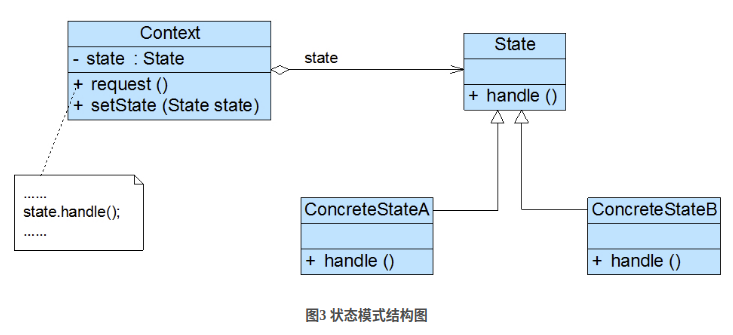 Context
- state : State
+ request ()
+ setState (State state)
state
State
+ handle ()
......
state.handle();
......
ConcreteStateA
+ handle ()
ConcreteStateB
+ handle ()
图3 状态模式结构图